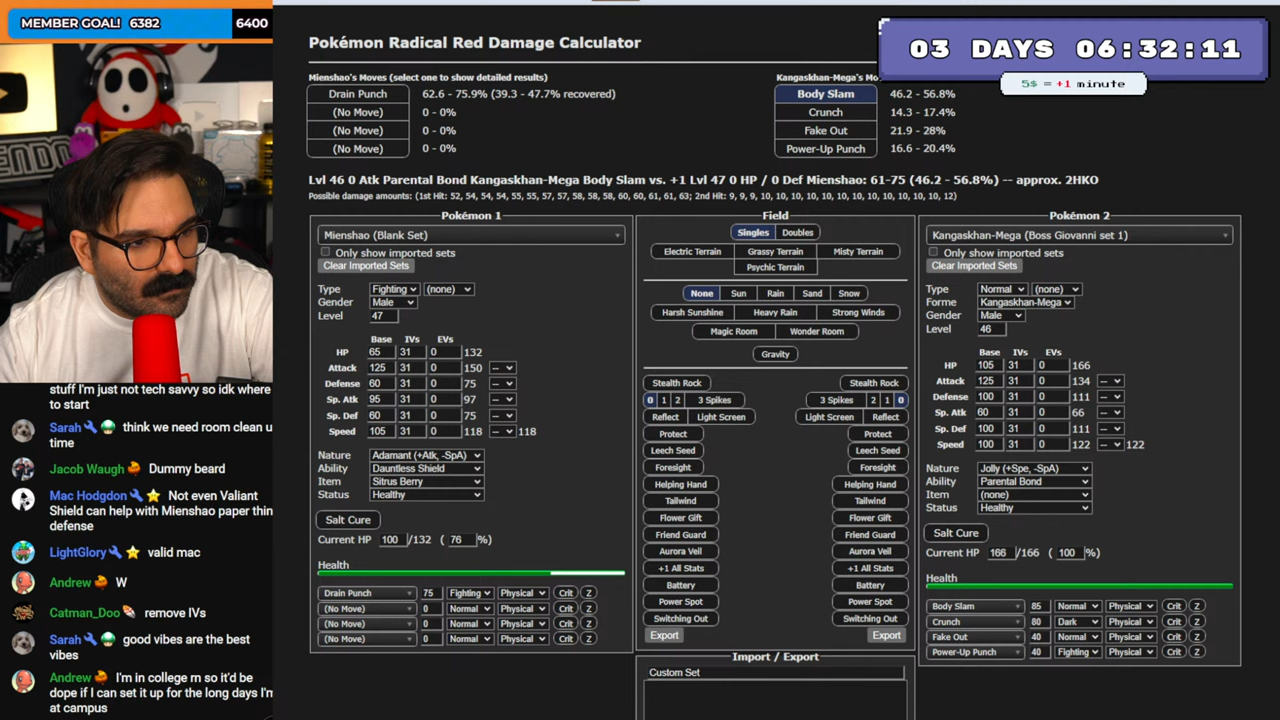 MEMBER GOAL! 6382
6400
03 DAYS 06:32:11
5$ = +1 minute
ENDO
Pokémon Radical Red Damage Calculator
Mienshao's Moves (select one to show detailed results)
Drain Punch 62.6 - 75.9% (39.3 - 47.7% recovered)
(No Move) 0 - 0%
(No Move) 0 - 0%
(No Move) 0 - 0%
Kangaskhan-Mega's Mo
Body Slam 46.2 - 56.8%
Crunch 14.3 - 17.4%
Fake Out 21.9 - 28%
Power-Up Punch 16.6 - 20.4%
Lvl 46 0 Atk Parental Bond Kangaskhan-Mega Body Slam vs. +1 Lvl 47 0 HP / 0 Def Mienshao: 61-75 (46.2 - 56.8%) -- approx. 2HKO
Possible damage amounts: (1st Hit: 52, 54, 54, 54, 55, 55, 57, 57, 58, 58, 58, 60, 60, 61, 61, 63; 2nd Hit: 9, 9, 9, 10, 10, 10, 10, 10, 10, 10, 10, 10, 10, 10, 10, 12)
Pokémon 1
Mienshao (Blank Set)
Only show imported sets
Clear Imported Sets
Type Fighting (none)
Gender Male
Level 47
Base IVs EVs
HP 65 31 0 132
Attack 125 31 0 150 --
Defense 60 31 0 75 --
Sp. Atk 95 31 0 97 --
Sp. Def 60 31 0 75 --
Speed 105 31 0 118 -- 118
Nature Adamant (+Atk, -SpA)
Ability Dauntless Shield
Item Sitrus Berry
Status Healthy
Salt Cure
Current HP 100 /132 ( 76 %)
Health
Drain Punch 75 Fighting Physical Crit Z
(No Move) 0 Normal Physical Crit Z
(No Move) 0 Normal Physical Crit Z
(No Move) 0 Normal Physical Crit Z
Field
Singles Doubles
Electric Terrain Grassy Terrain Misty Terrain
Psychic Terrain
None Sun Rain Sand Snow
Harsh Sunshine Heavy Rain Strong Winds
Magic Room Wonder Room
Gravity
Stealth Rock Stealth Rock
0 1 2 3 Spikes 3 Spikes 2 1 0
Reflect Light Screen Light Screen Reflect
Protect Protect
Leech Seed Leech Seed
Foresight Foresight
Helping Hand Helping Hand
Tailwind Tailwind
Flower Gift Flower Gift
Friend Guard Friend Guard
Aurora Veil Aurora Veil
+1 All Stats +1 All Stats
Battery Battery
Power Spot Power Spot
Switching Out Switching Out
Export Export
Import / Export
Custom Set
Pokémon 2
Kangaskhan-Mega (Boss Giovanni set 1)
Only show imported sets
Clear Imported Sets
Type Normal (none)
Forme Kangaskhan-Mega
Gender Male
Level 46
Base IVs EVs
HP 105 31 0 166
Attack 125 31 0 134 --
Defense 100 31 0 111 --
Sp. Atk 60 31 0 66 --
Sp. Def 100 31 0 111 --
Speed 100 31 0 122 -- 122
Nature Jolly (+Spe, -SpA)
Ability Parental Bond
Item (none)
Status Healthy
Salt Cure
Current HP 166 /166 ( 100 %)
Health
Body Slam 85 Normal Physical Crit Z
Crunch 80 Dark Physical Crit Z
Fake Out 40 Normal Physical Crit Z
Power-Up Punch 40 Fighting Physical Crit Z
stuff I'm just not tech savvy so idk where
to start
Sarah think we need room clean u
time
Jacob Waugh Dummy beard
Mac Hodgdon Not even Valiant
Shield can help with Mienshao paper thin
defense
LightGlory valid mac
Andrew W
Catman_Doo remove IVs
Sarah good vibes are the best
vibes
Andrew I'm in college rn so it'd be
dope if I can set it up for the long days I'm
at campus